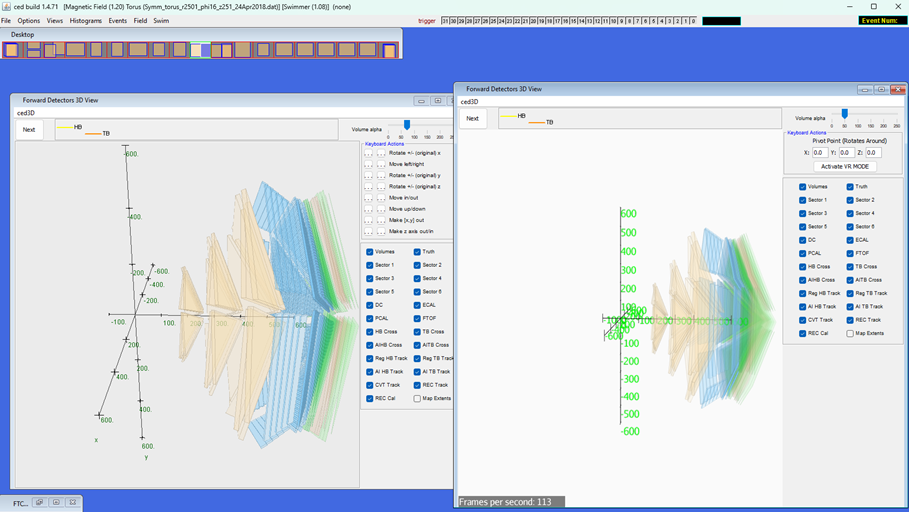 ced build 1.4.71 [Magnetic Field (1.20) Torus (Symm_torus_r2501_phi16_z251_24Apr2018.dat)] [Swimmer (1.08)] (none)
File Options Views Histograms Events Field Swim
trigger 31 30 29 28 27 26 25 24 23 22 21 20 19 18 17 16 15 14 13 12 11 10 9 8 7 6 5 4 3 2 1 0
Event Num:
Desktop
Forward Detectors 3D View
ced3D
Next
HB
TB
Volume alpha
0 50 100 150 200 25
Keyboard Actions
... ... Rotate +/- (original) x
... ... Move left/right
... ... Rotate +/- (original) y
... ... Rotate +/- (original) z
... ... Move in/out
... ... Move up/down
... ... Make [x,y] out
... ... Make z axis out/in
Volumes Truth
Sector 1 Sector 2
Sector 3 Sector 4
Sector 5 Sector 6
DC ECAL
PCAL FTOF
HB Cross TB Cross
AIHB Cross AITB Cross
Reg HB Track Reg TB Track
AI HB Track AI TB Track
CVT Track REC Track
REC Cal Map Extents
-600.
-400.
-200.
-600.
-400.
-200.
-100. 100. 200. 300. 400. 600.
200.
200.
400.
400.
600.
600.
x
y
Forward Detectors 3D View
ced3D
Next
HB
TB
Volume alpha
0 50 100 150 200 250
Keyboard Actions
Pivot Point (Rotates Around)
X: 0.0 Y: 0.0 Z: 0.0
Activate VR MODE
Volumes Truth
Sector 1 Sector 2
Sector 3 Sector 4
Sector 5 Sector 6
DC ECAL
PCAL FTOF
HB Cross TB Cross
AIHB Cross AITB Cross
Reg HB Track Reg TB Track
AI HB Track AI TB Track
CVT Track REC Track
REC Cal Map Extents
600
500
400
300
200
-100
-200
-300
-400
-500
-600
Frames per second: 113
FTC...